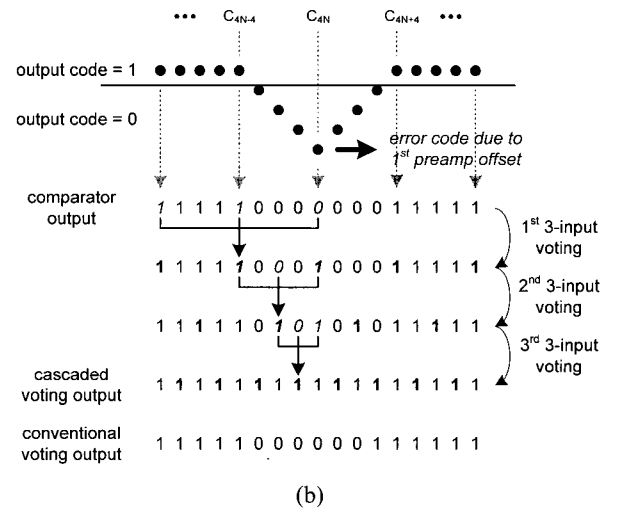 ••• C4N-4 C4N C4N+4 •••
output code = 1
output code = 0
error code due to
1st preamp offset
comparator
output
1 1 1 1 1 0 0 0 0 0 0 0 1 1 1 1 1
1st 3-input
voting
1 1 1 1 1 0 0 0 1 0 0 0 1 1 1 1 1
2nd 3-input
voting
1 1 1 1 1 0 1 0 1 0 1 0 1 1 1 1 1
3rd 3-input
voting
cascaded
voting output
1 1 1 1 1 1 1 1 1 1 1 1 1 1 1 1 1
conventional
voting output
1 1 1 1 1 0 0 0 0 0 0 1 1 1 1 1 1
(b)